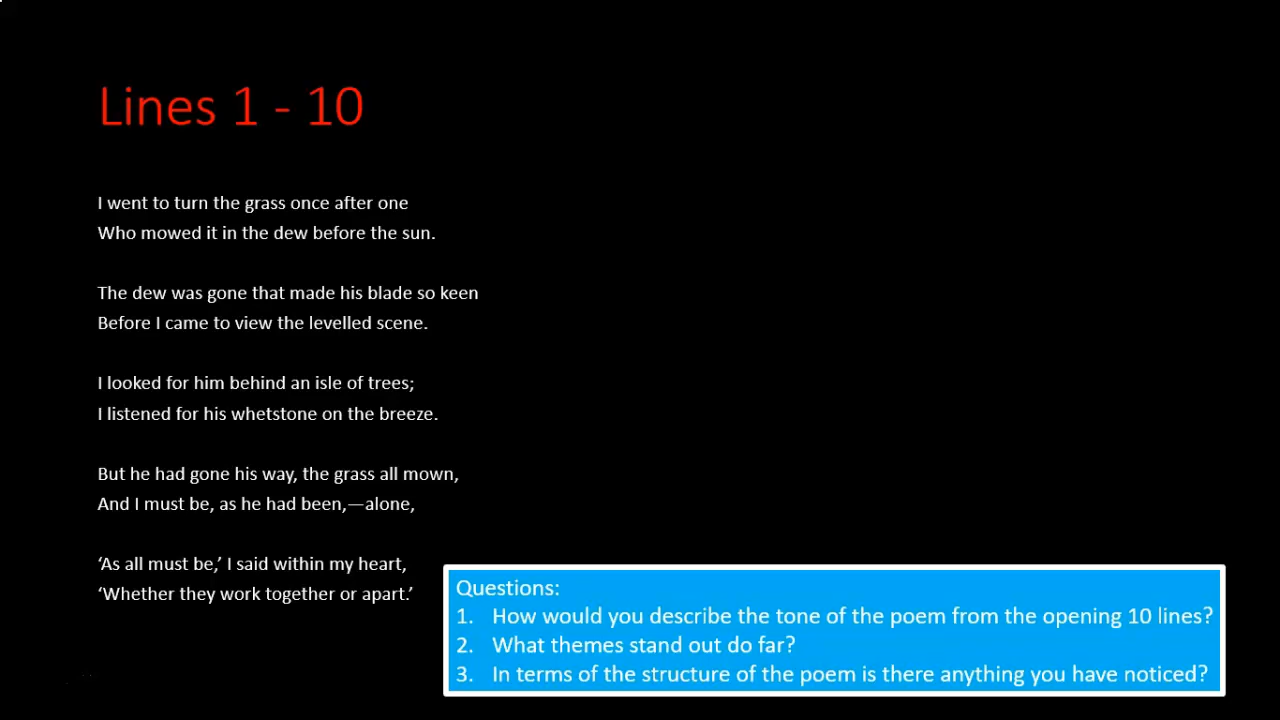 Lines 1 - 10
I went to turn the grass once after one
Who mowed it in the dew before the sun.
The dew was gone that made his blade so keen
Before I came to view the levelled scene.
I looked for him behind an isle of trees;
I listened for his whetstone on the breeze.
But he had gone his way, the grass all mown,
And I must be, as he had been,—alone,
‘As all must be,’ I said within my heart,
‘Whether they work together or apart.’
Questions:
1. How would you describe the tone of the poem from the opening 10 lines?
2. What themes stand out do far?
3. In terms of the structure of the poem is there anything you have noticed?